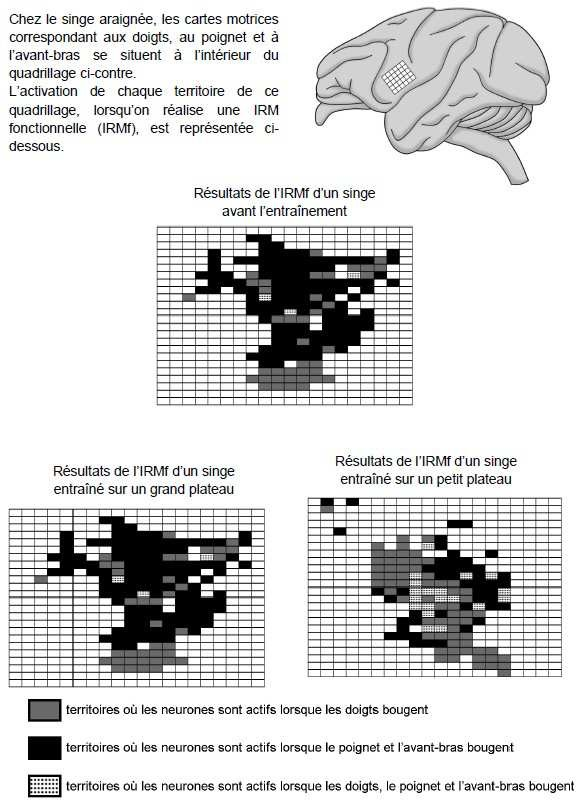 Chez le singe araignée, les cartes motrices
correspondant aux doigts, au poignet et à
l'avant-bras se situent à l'intérieur du
quadrillage ci-contre.
L'activation de chaque territoire de ce
quadrillage, lorsqu'on réalise une IRM
fonctionnelle (IRMf), est représentée ci-
dessous.
Résultats de l'IRMf d'un singe
avant l'entraînement
Résultats de l'IRMf d'un singe
entraîné sur un grand plateau
Résultats de l'IRMf d'un singe
entraîné sur un petit plateau
territoires où les neurones sont actifs lorsque les doigts bougent
territoires où les neurones sont actifs lorsque le poignet et l'avant-bras bougent
territoires où les neurones sont actifs lorsque les doigts, le poignet et l'avant-bras bougent